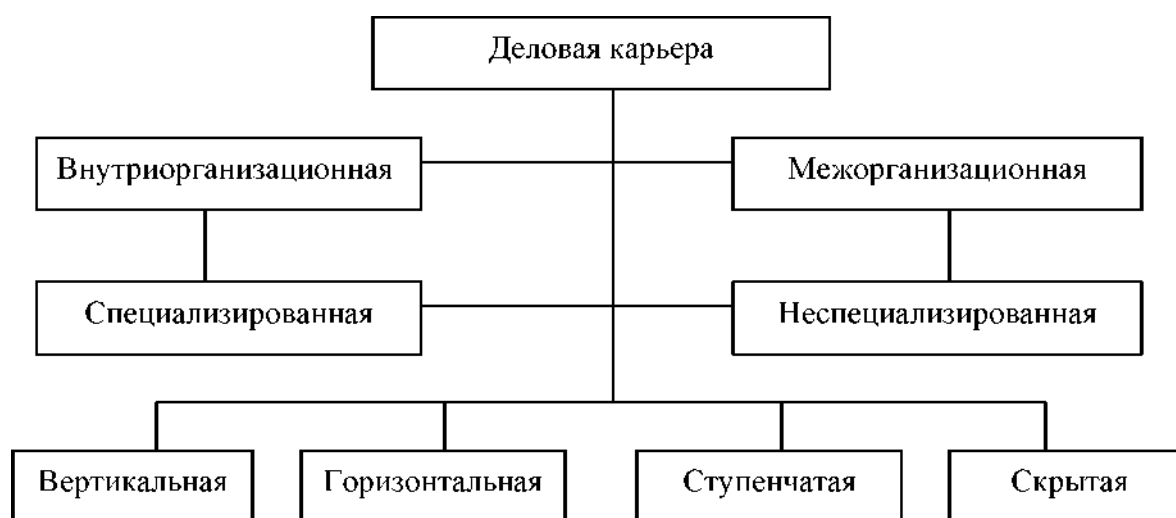 Деловая карьера
Внутриорганизационная
Межорганизационная
Специализированная
Неспециализированная
Вертикальная
Горизонтальная
Ступенчатая
Скрытая